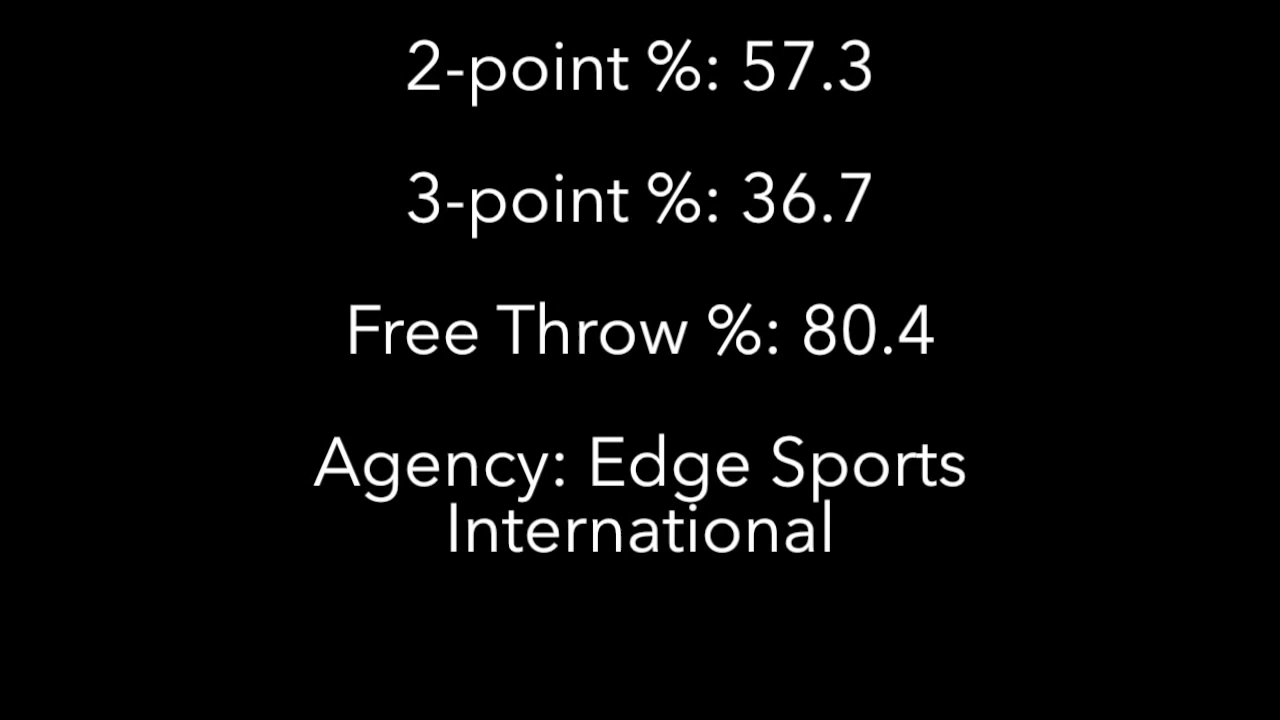 2-point %: 57.3
3-point %: 36.7
Free Throw %: 80.4
Agency: Edge Sports
International